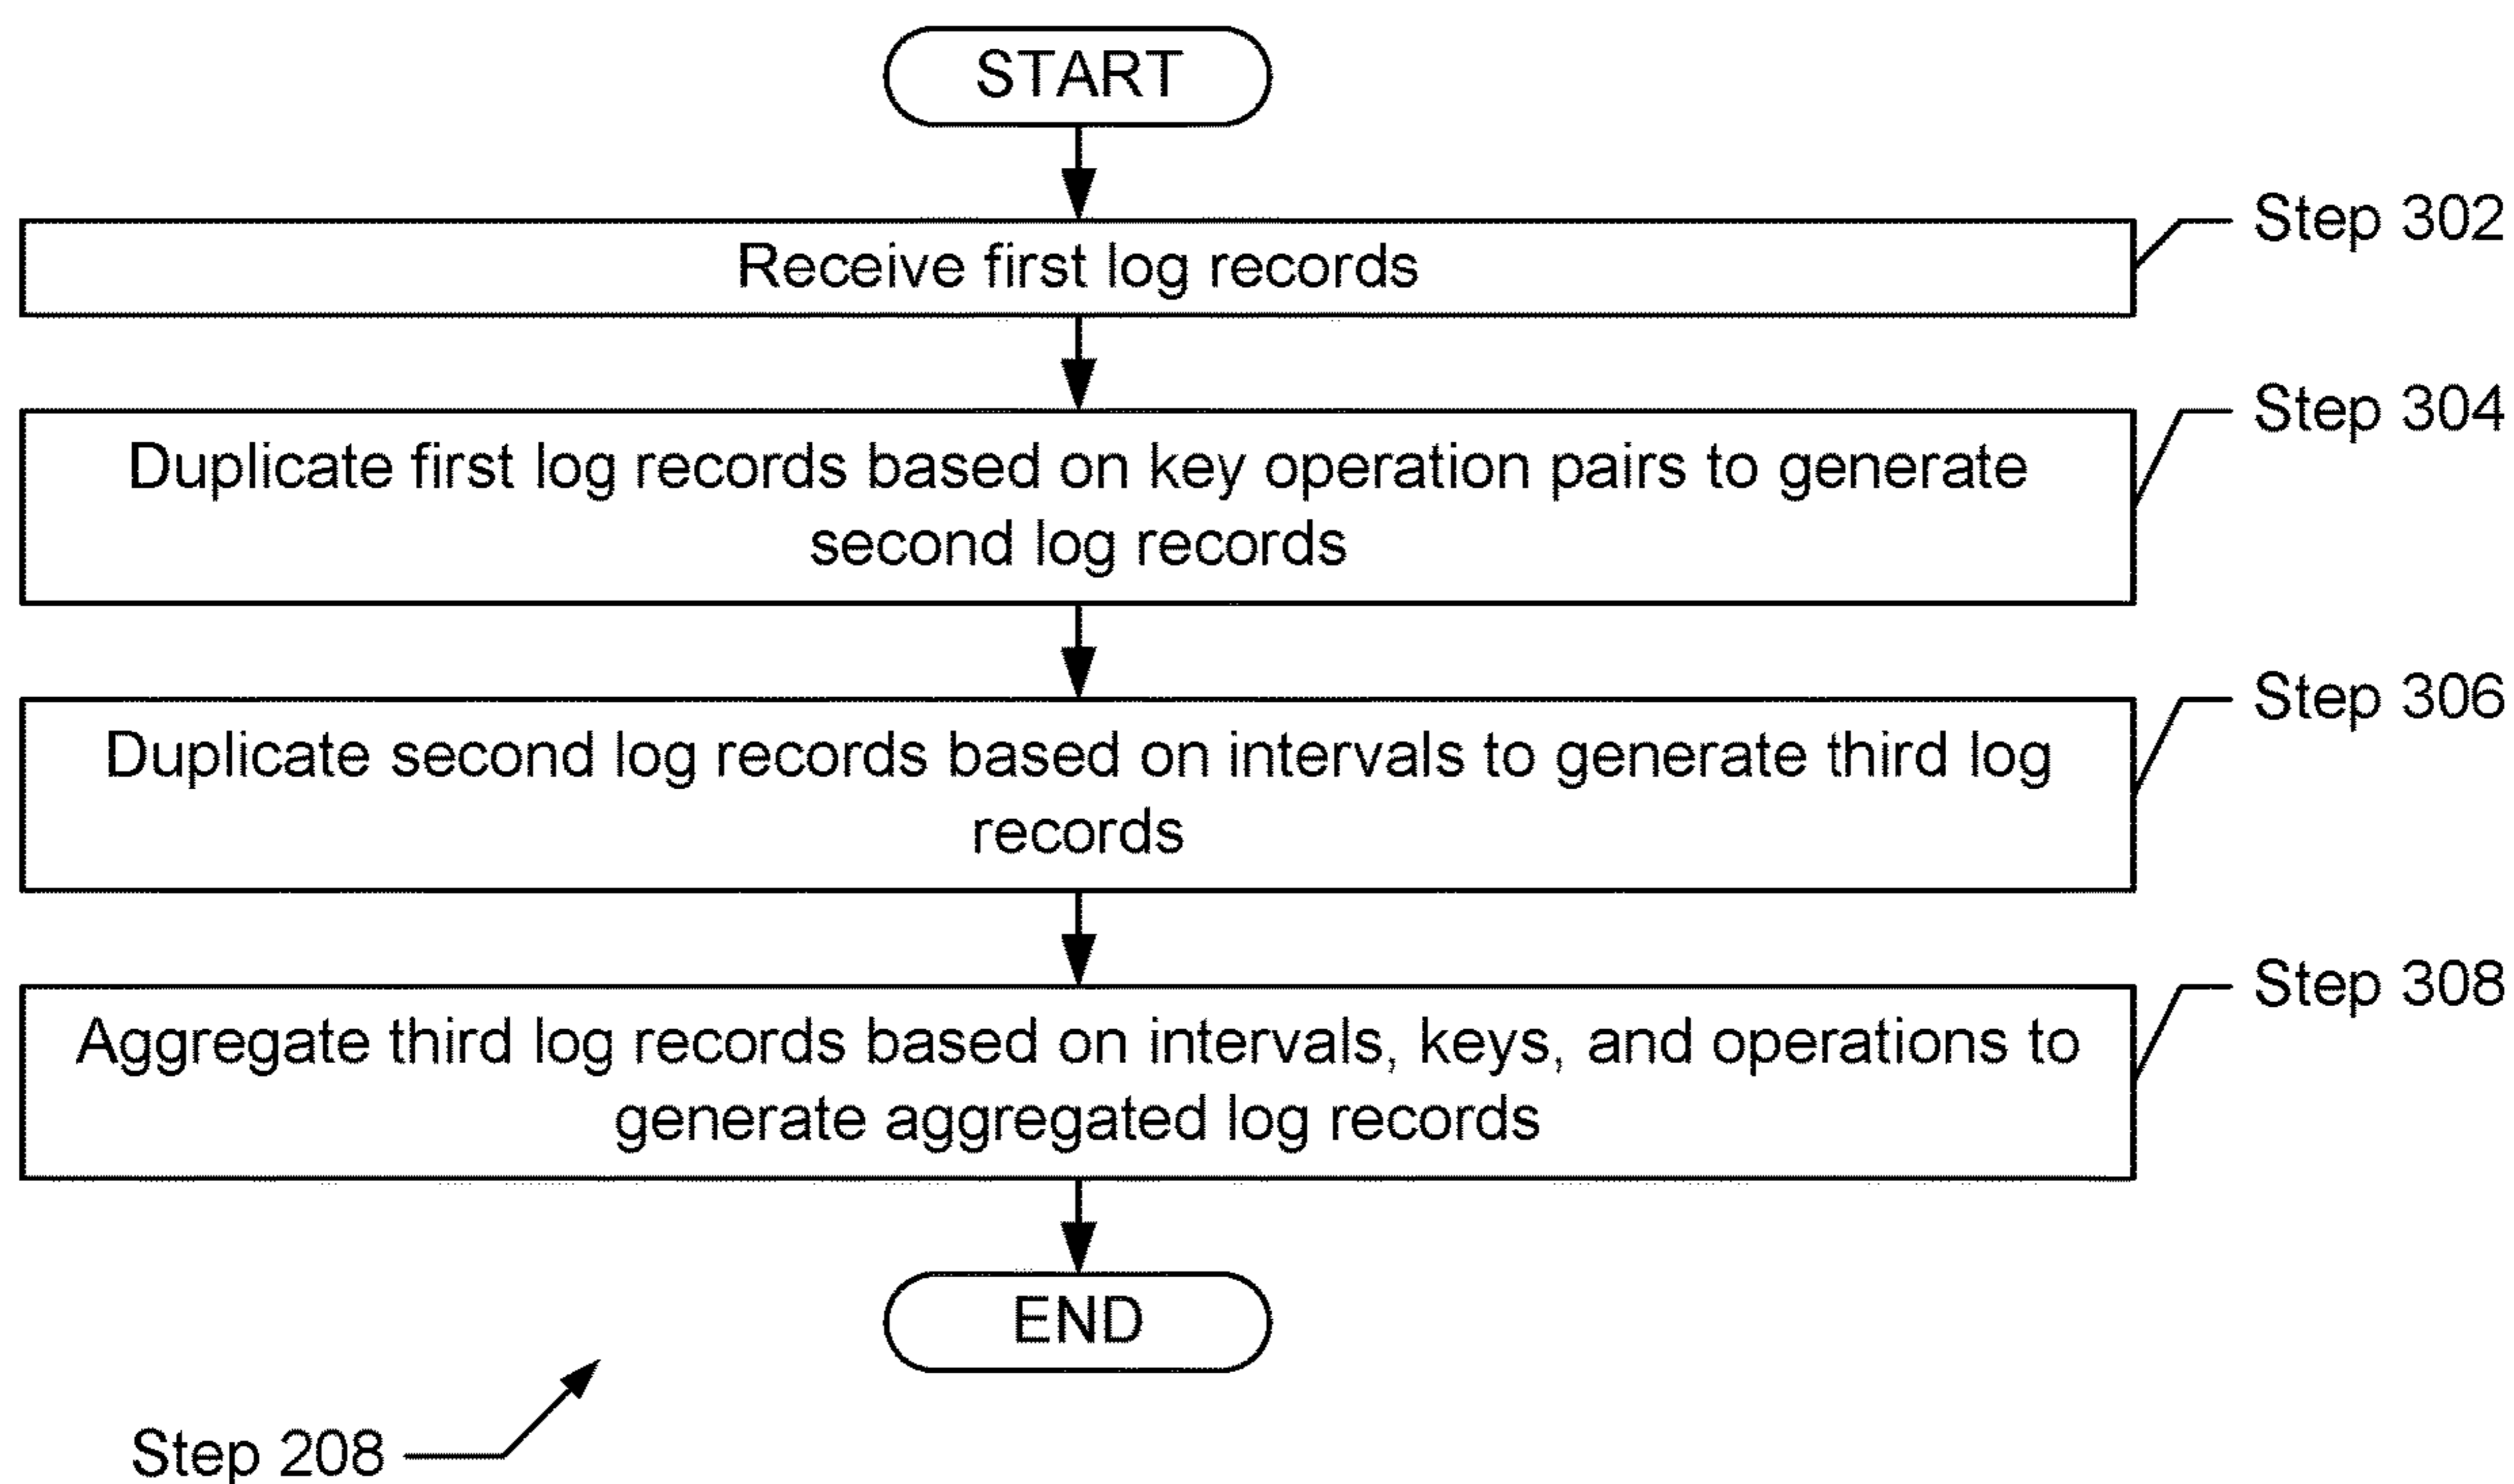 START
Step 302
Receive first log records
Step 304
Duplicate first log records based on key operation pairs to generate
second log records
Step 306
Duplicate second log records based on intervals to generate third log
records
Step 308
Aggregate third log records based on intervals, keys, and operations to
generate aggregated log records
END
Step 208